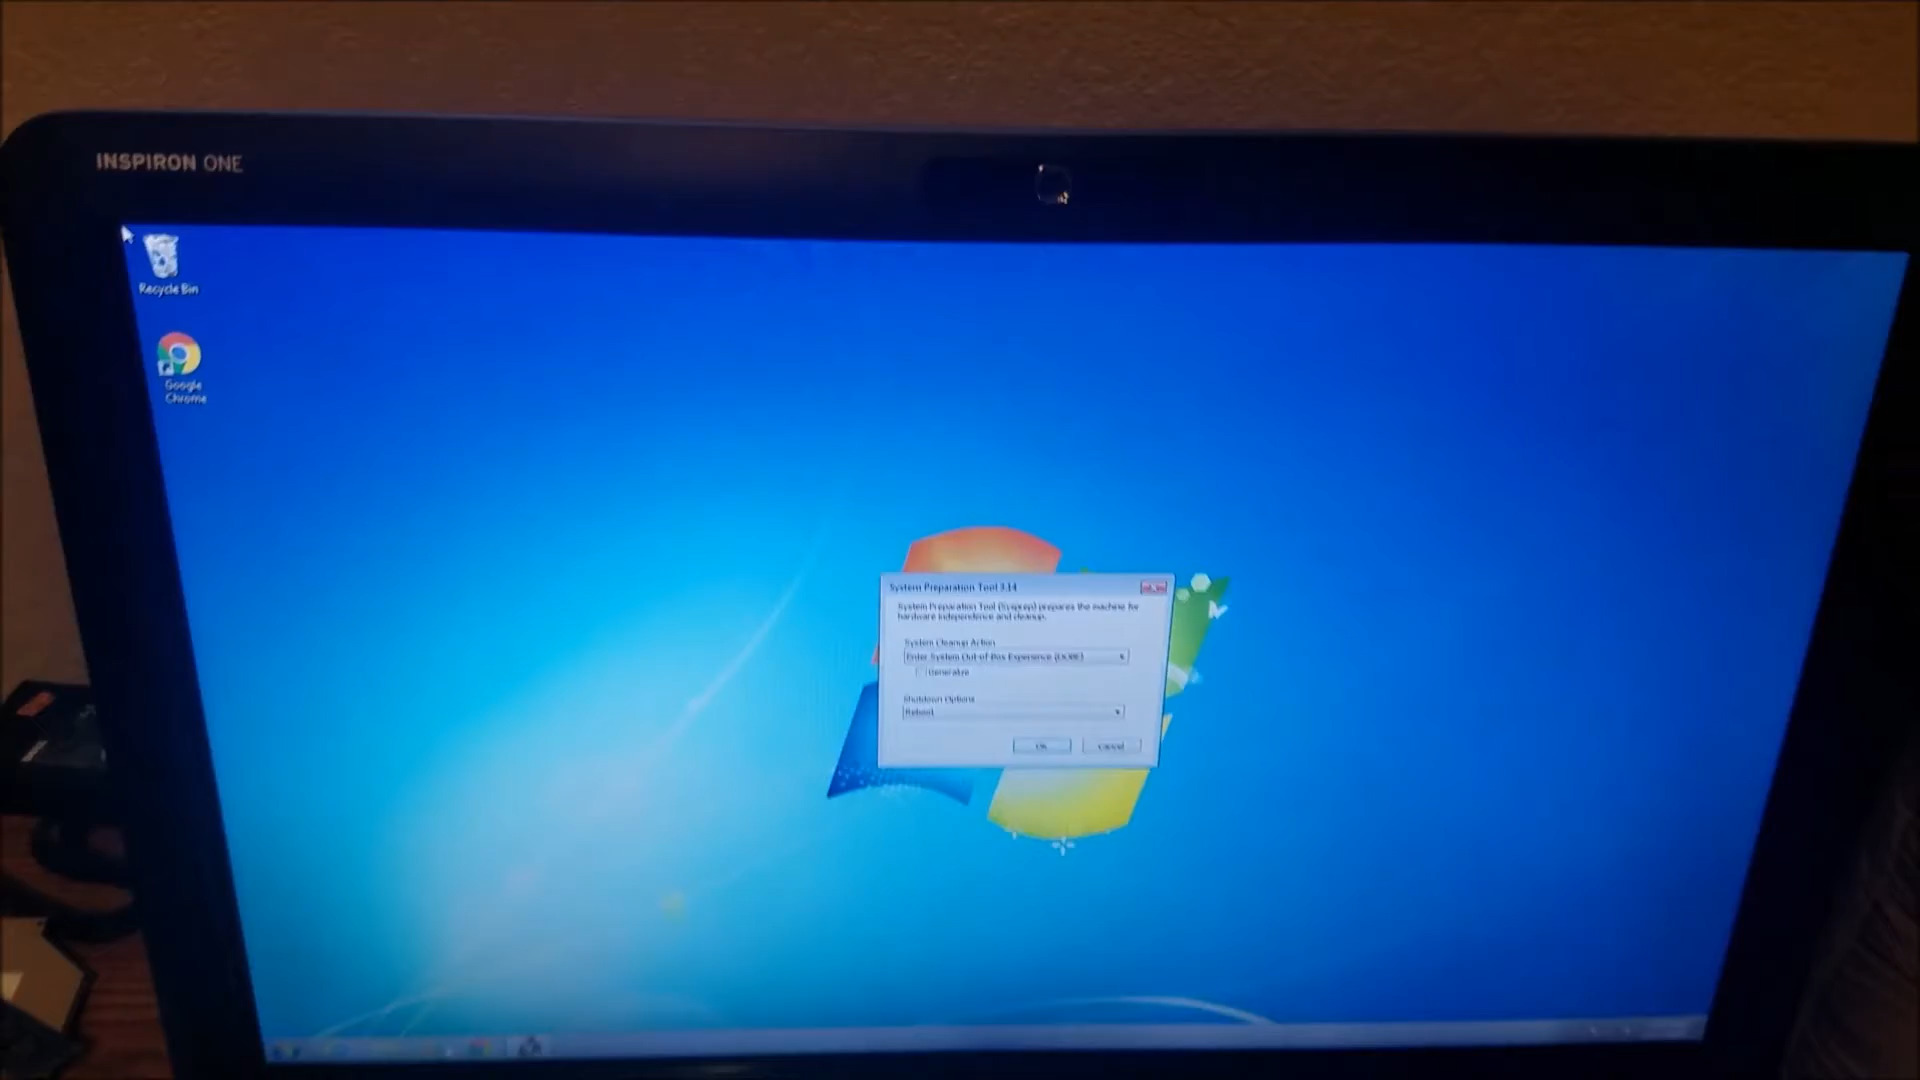 INSPIRON ONE
Recycle Bin
Google
Chrome
System Preparation Tool 3.14
System Preparation Tool (Sysprep) prepares the machine for
hardware independence and cleanup.
System Cleanup Action
Enter System Out-of-Box Experience (OOBE)
Generalize
Shutdown Options
Reboot
OK
Cancel